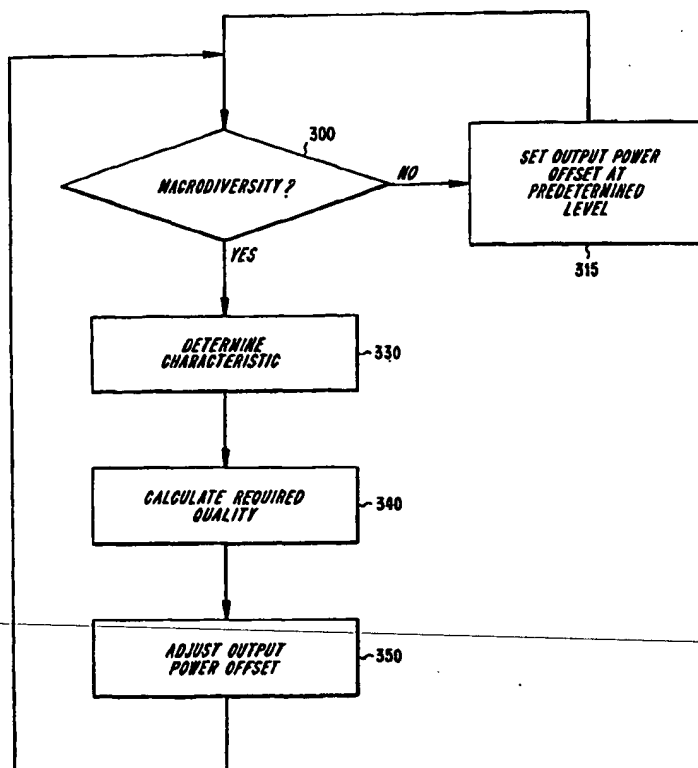 300
MACRODIVERSITY?
NO
SET OUTPUT POWER
OFFSET AT
PREDETERMINED
LEVEL
315
YES
DETERMINE
CHARACTERISTIC
330
CALCULATE REQUIRED
QUALITY
340
ADJUST OUTPUT
POWER OFFSET
350